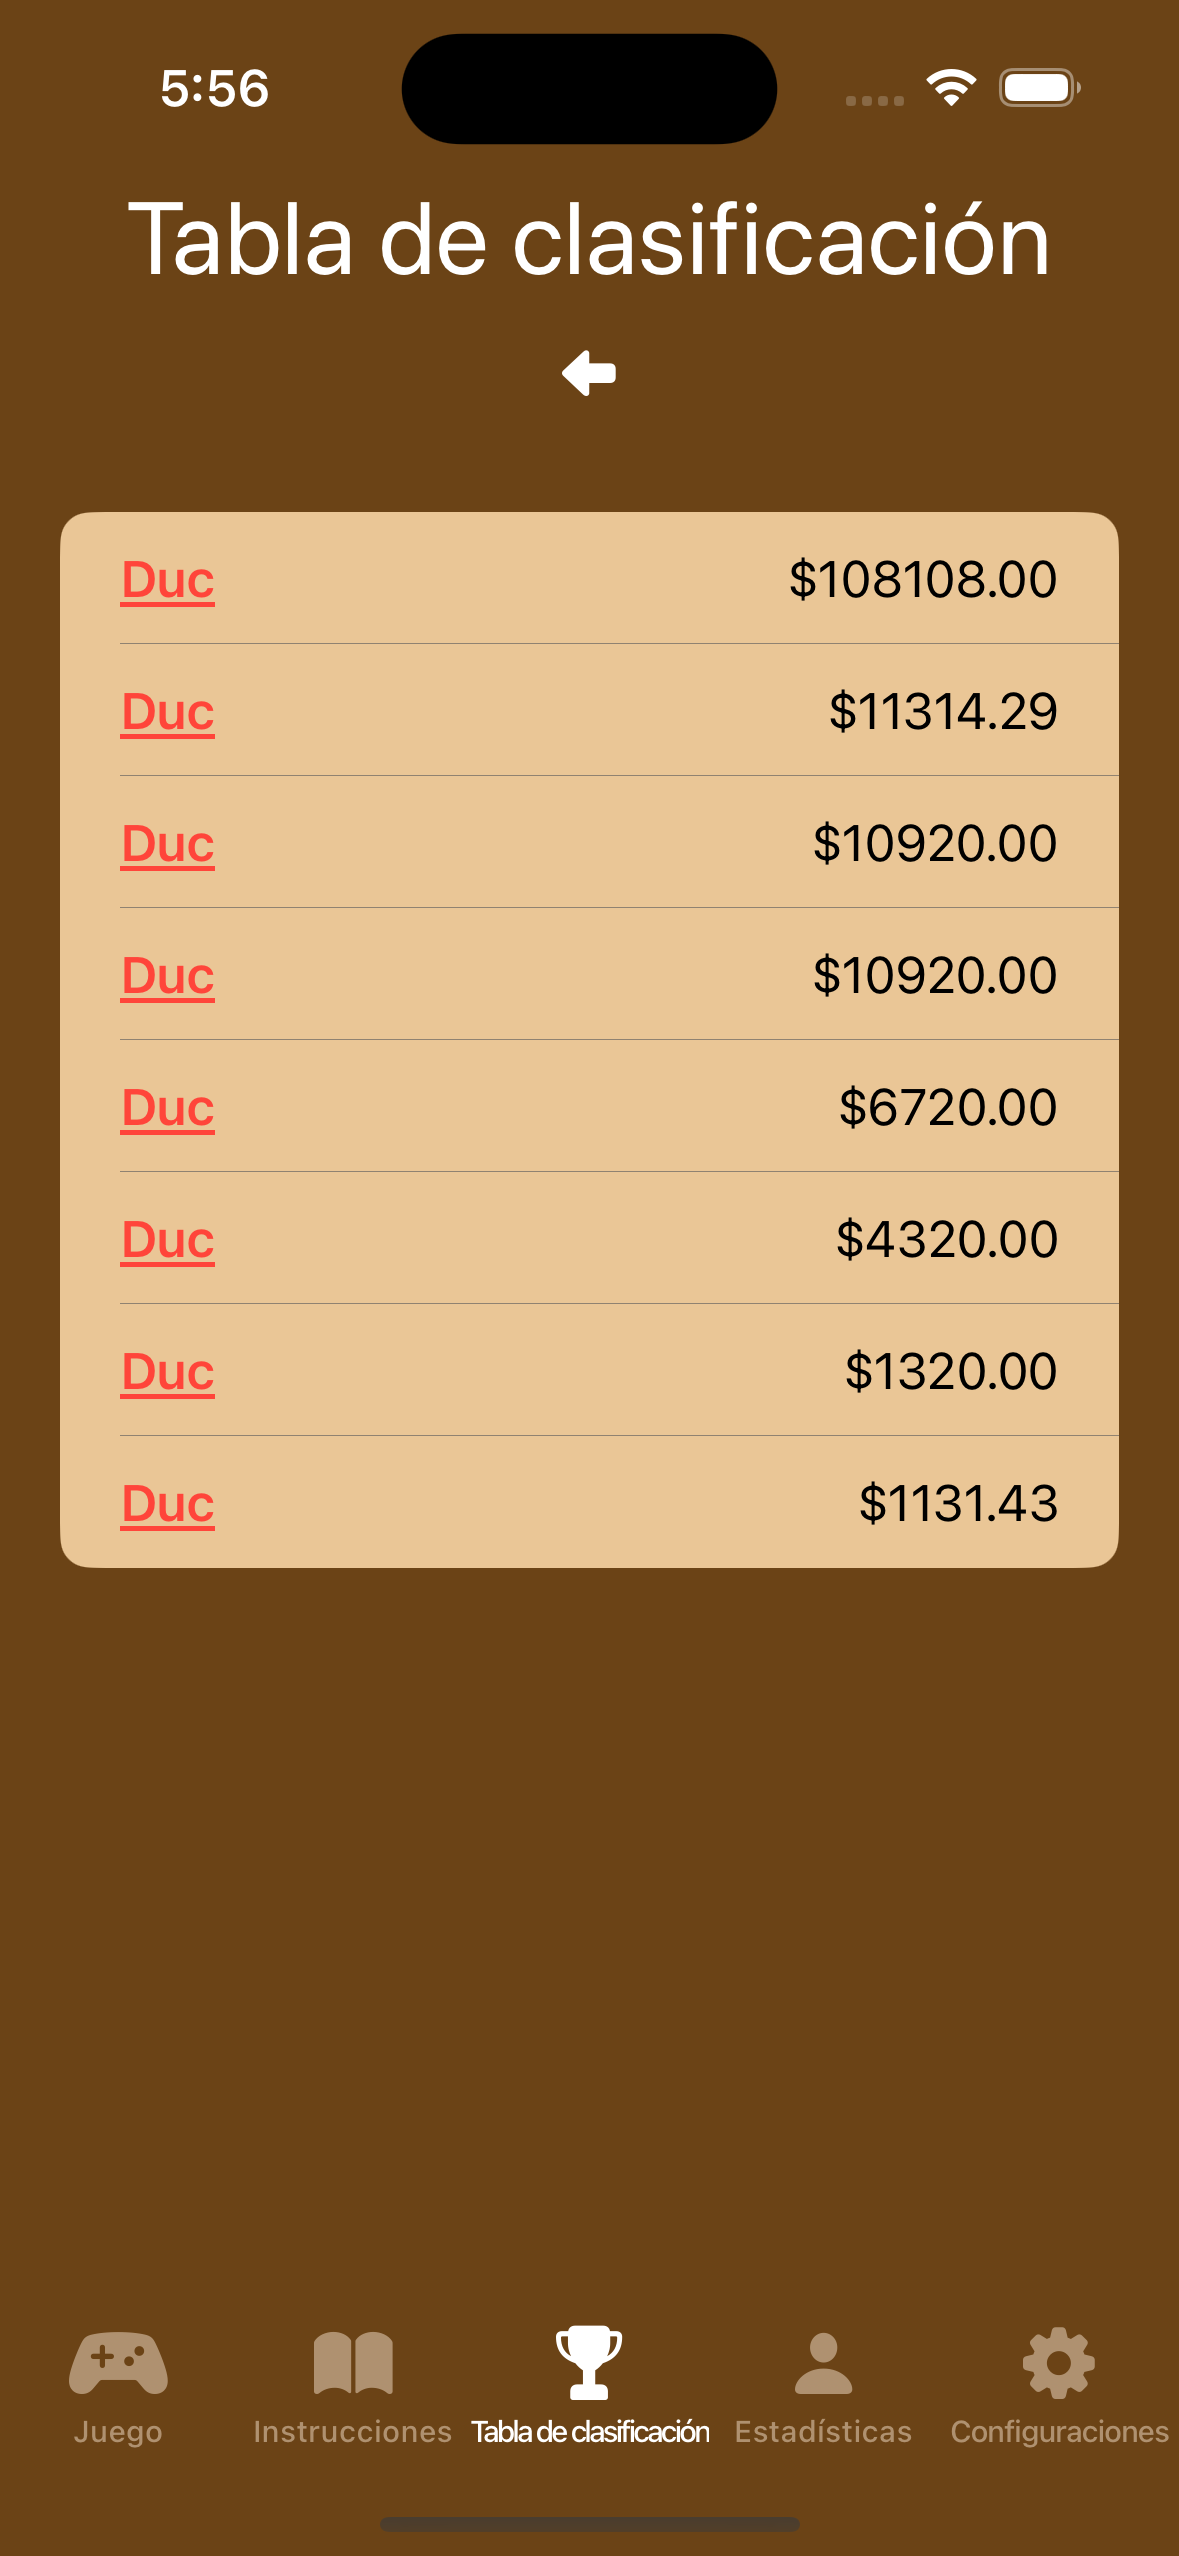 5:56
Tabla de clasificación
Duc $108108.00
Duc $11314.29
Duc $10920.00
Duc $10920.00
Duc $6720.00
Duc $4320.00
Duc $1320.00
Duc $1131.43
Juego Instrucciones Tabla de clasificación Estadísticas Configuraciones